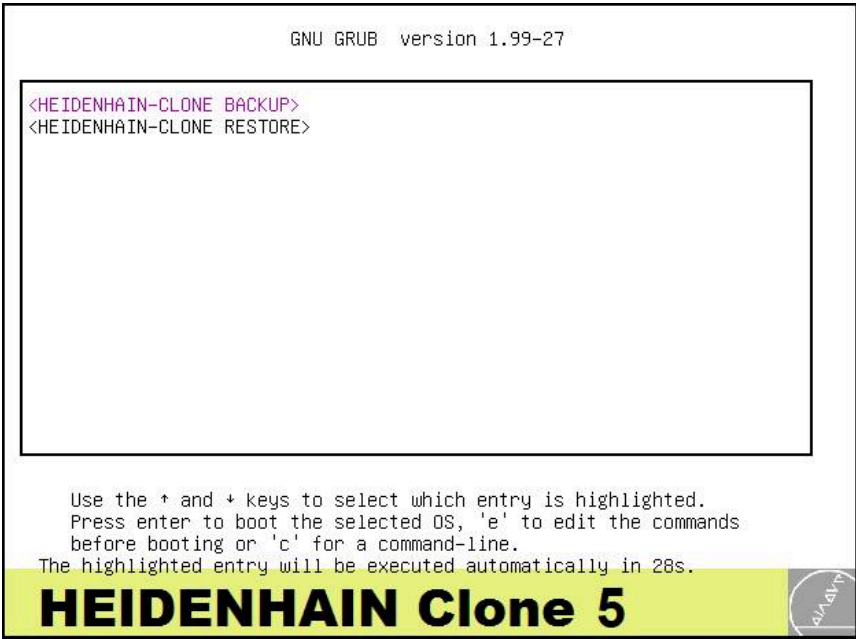 GNU GRUB version 1.99-27
<HEIDENHAIN-CLONE BACKUP>
<HEIDENHAIN-CLONE RESTORE>
Use the ↑ and ↓ keys to select which entry is highlighted.
Press enter to boot the selected OS, 'e' to edit the commands
before booting or 'c' for a command-line.
The highlighted entry will be executed automatically in 28s.
HEIDENHAIN Clone 5